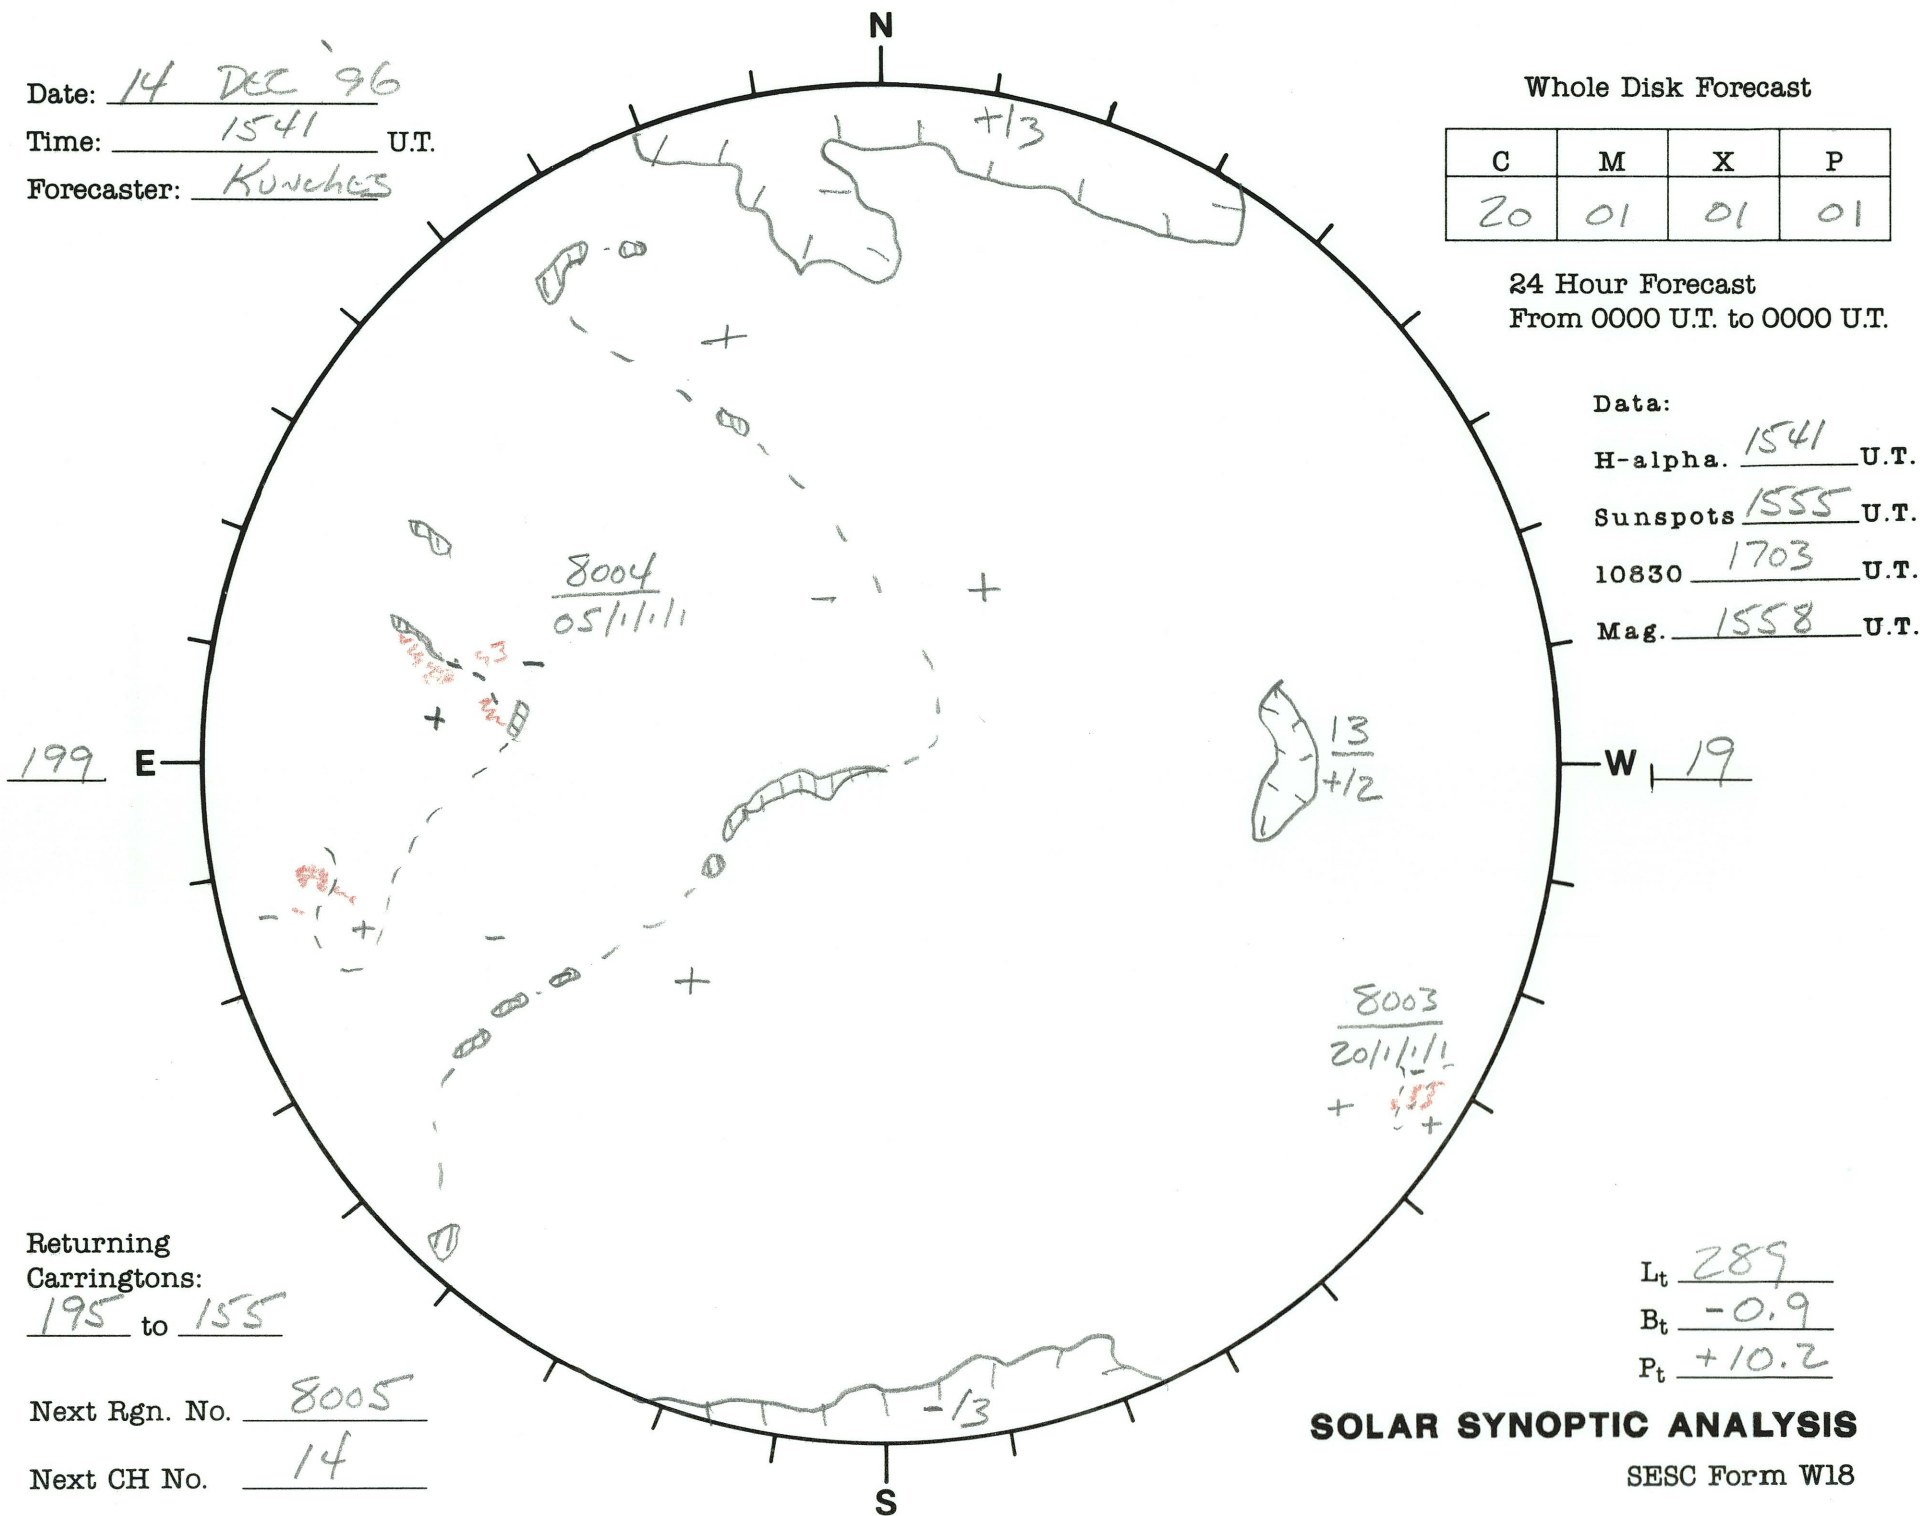 N
Date: 14 DEC '96
Time: 1541 U.T.
Forecaster: Kunches
Whole Disk Forecast
C M X P
20 01 01 01
24 Hour Forecast
From 0000 U.T. to 0000 U.T.
Data:
H-alpha. 1541 U.T.
Sunspots 1555 U.T.
10830 1703 U.T.
Mag. 1558 U.T.
+/3
+
8004
05/1/1/1
- +
-
+
199 E
13
+/2
W 19
- +
-
+
8003
20/1/1/1
-
+
+
-/3
S
Returning
Carringtons:
195 to 155
Next Rgn. No. 8005
Next CH No. 14
Lt 289
Bt -0.9
Pt +10.2
SOLAR SYNOPTIC ANALYSIS
SESC Form W18